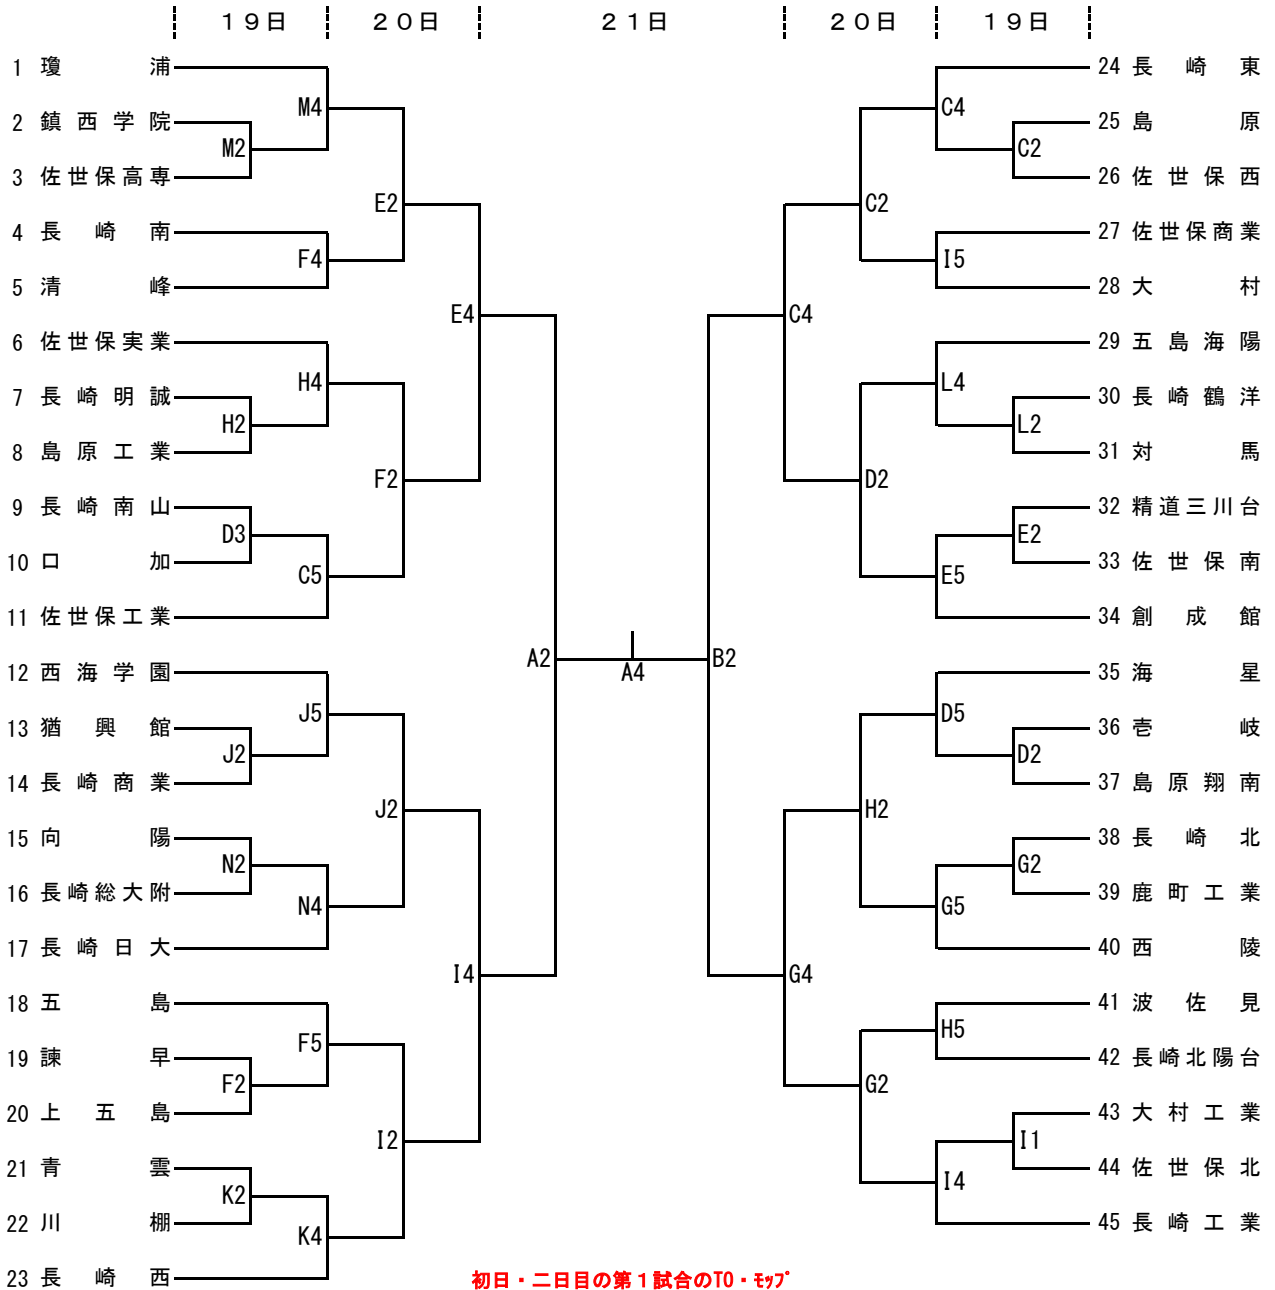 19日 20日 21日 20日 19日
1 瓊浦
2 鎮西学院
3 佐世保高専
4 長崎南
5 清峰
6 佐世保実業
7 長崎明誠
8 島原工業
9 長崎南山
10 口加
11 佐世保工業
12 西海学園
13 猶興館
14 長崎商業
15 向陽
16 長崎総大附
17 長崎日大
18 五島
19 諫早
20 上五島
21 青雲
22 川棚
23 長崎西
M2
H2
D3
J2
N2
F2
K2
M4
F4
H4
C5
J5
N4
F5
K4
E2
F2
J2
I2
E4
I4
A2
A4
B2
C4
G4
C2
D2
H2
G2
C4
I5
L4
E5
D5
G5
H5
I4
C2
L2
E2
D2
G2
I1
24 長崎東
25 島原
26 佐世保西
27 佐世保商業
28 大村
29 五島海陽
30 長崎鶴洋
31 対馬
32 精道三川台
33 佐世保南
34 創成館
35 海星
36 壱岐
37 島原翔南
38 長崎北
39 鹿町工業
40 西陵
41 波佐見
42 長崎北陽台
43 大村工業
44 佐世保北
45 長崎工業
初日・二日目の第1試合のTO・ﾓｯﾌﾟ